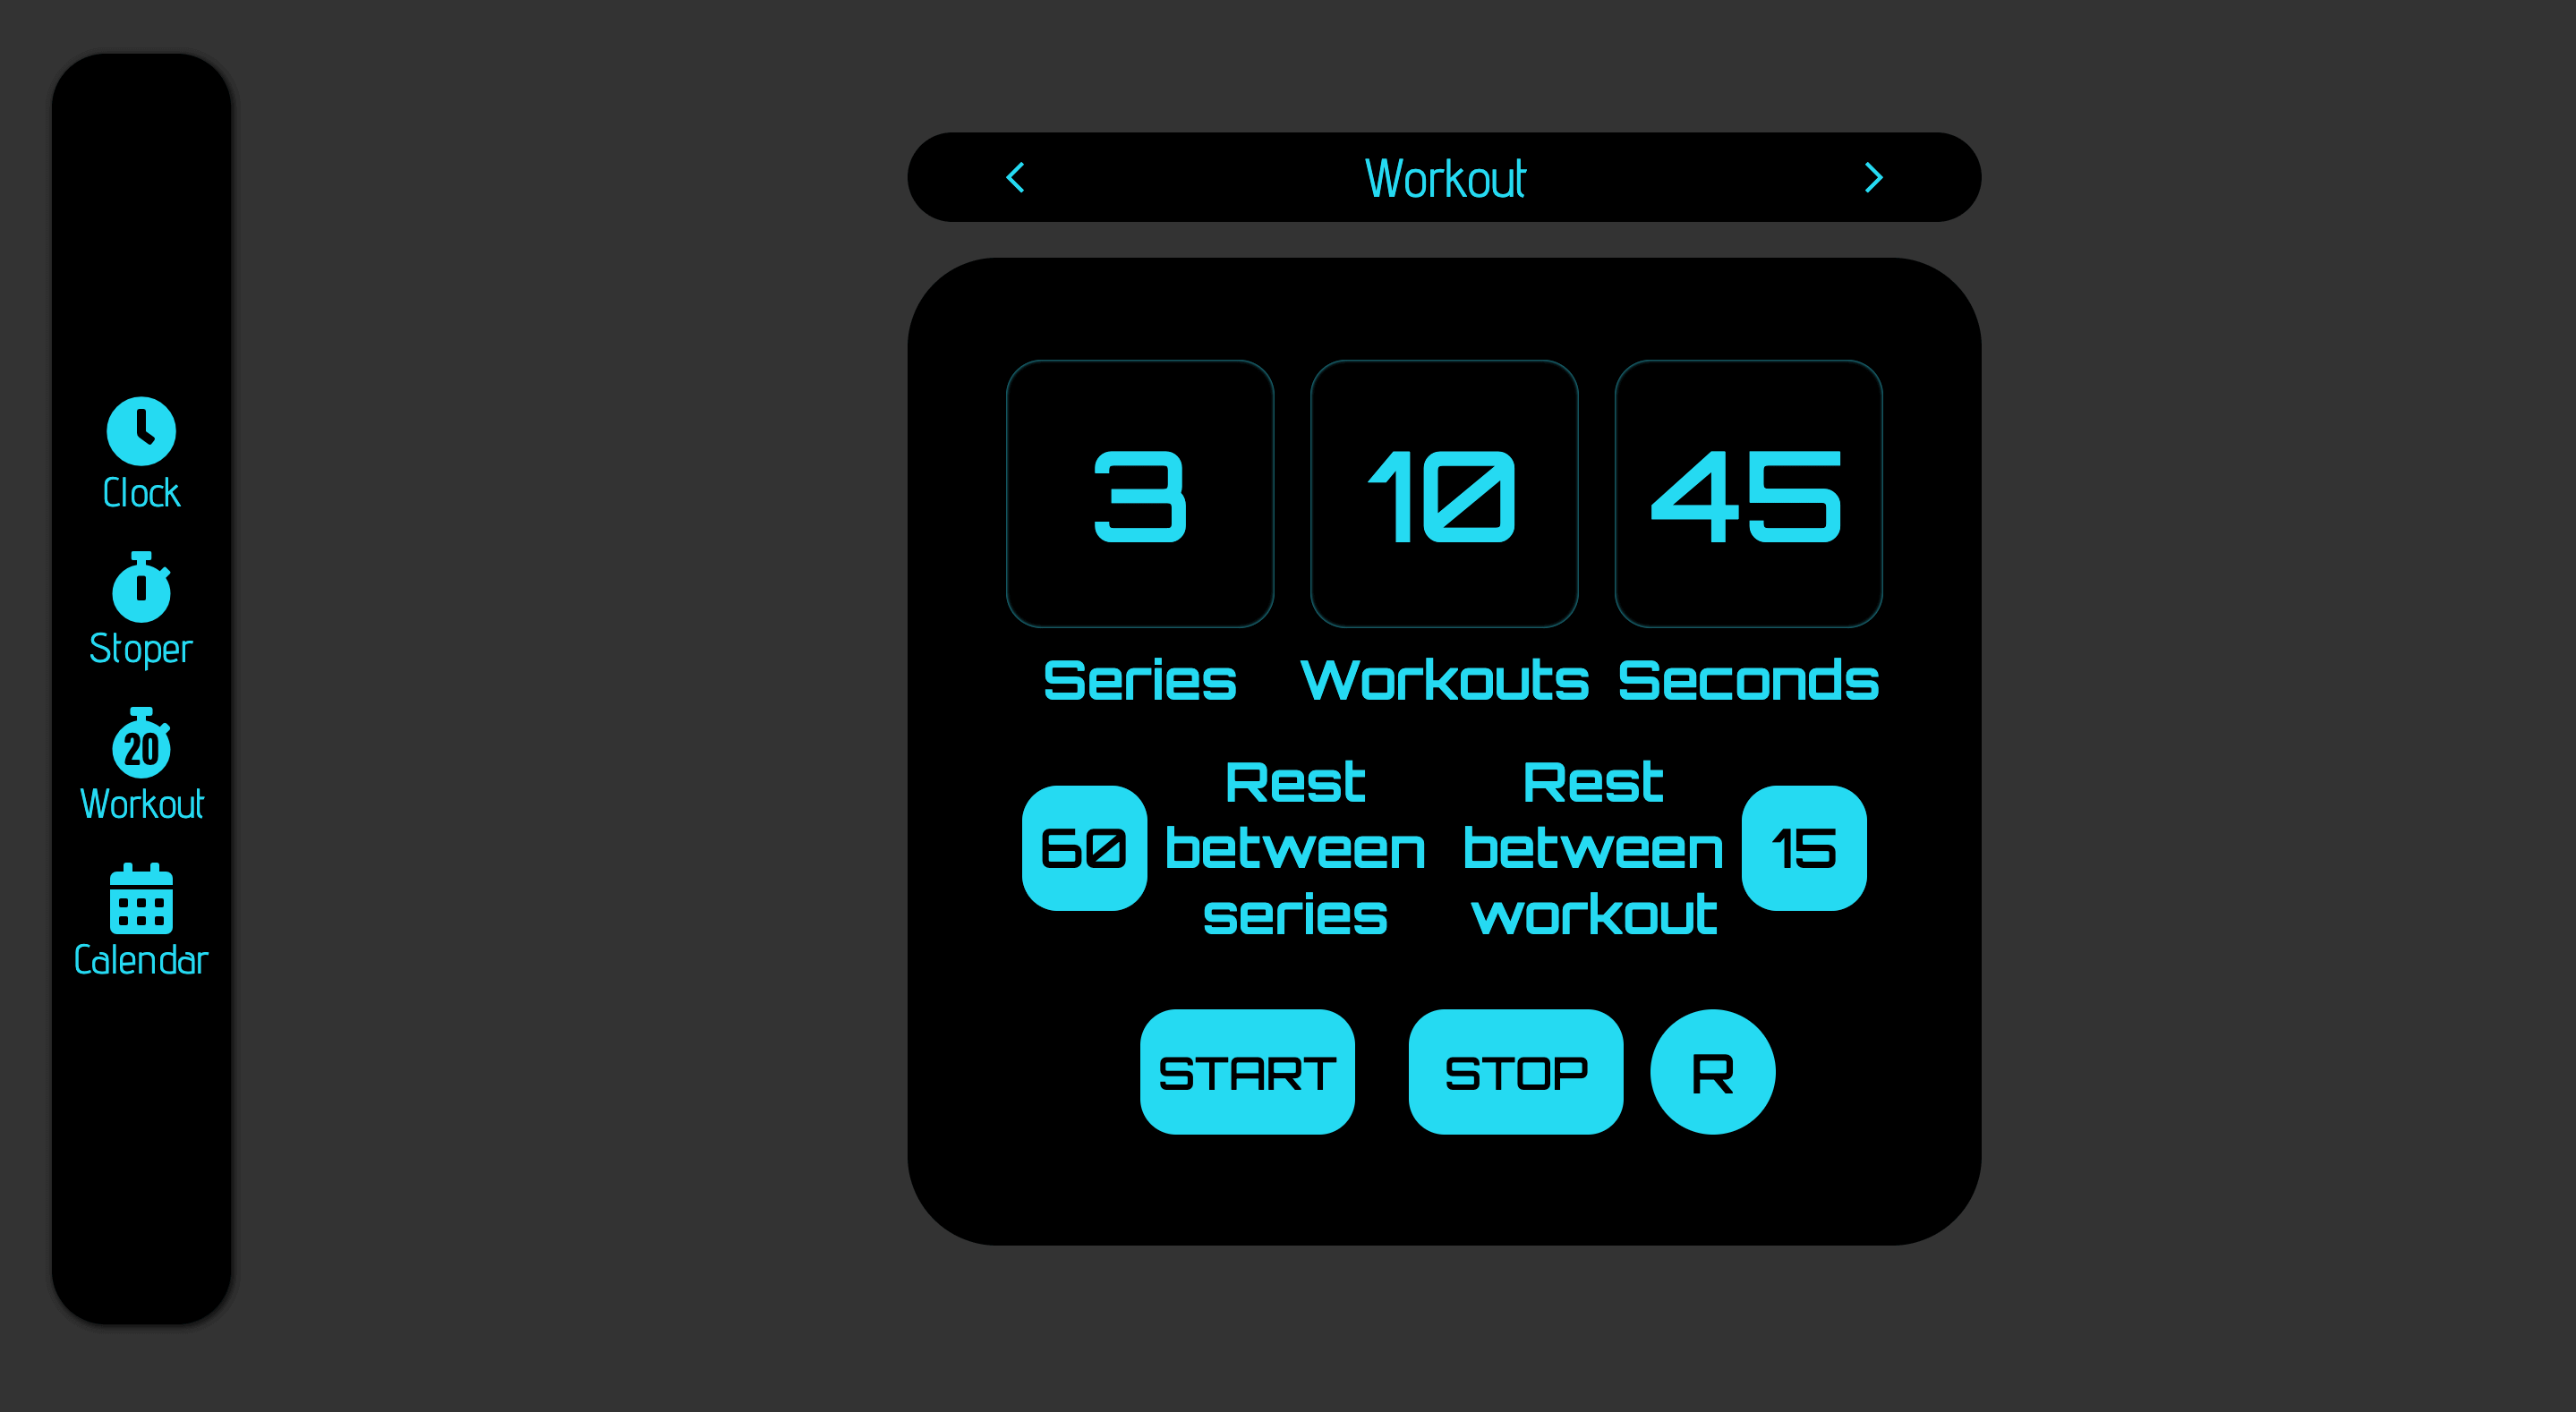 Clock
Stoper
20
Workout
Calendar
Workout
3 10 45
Series Workouts Seconds
60
Rest
between
series
Rest
between
workout
15
START STOP R